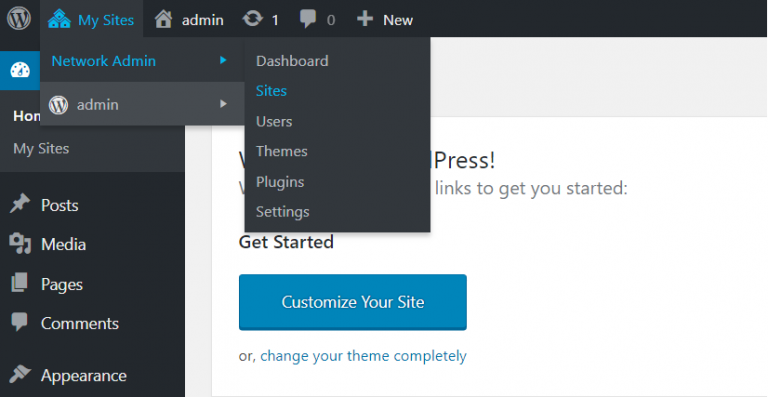 My Sites admin 1 0 New
Network Admin
admin
Dashboard
Sites
Users
Themes
Plugins
Settings
Hom
My Sites
Posts
Media
Pages
Comments
Appearance
W Press!
W links to get you started:
Get Started
Customize Your Site
or, change your theme completely